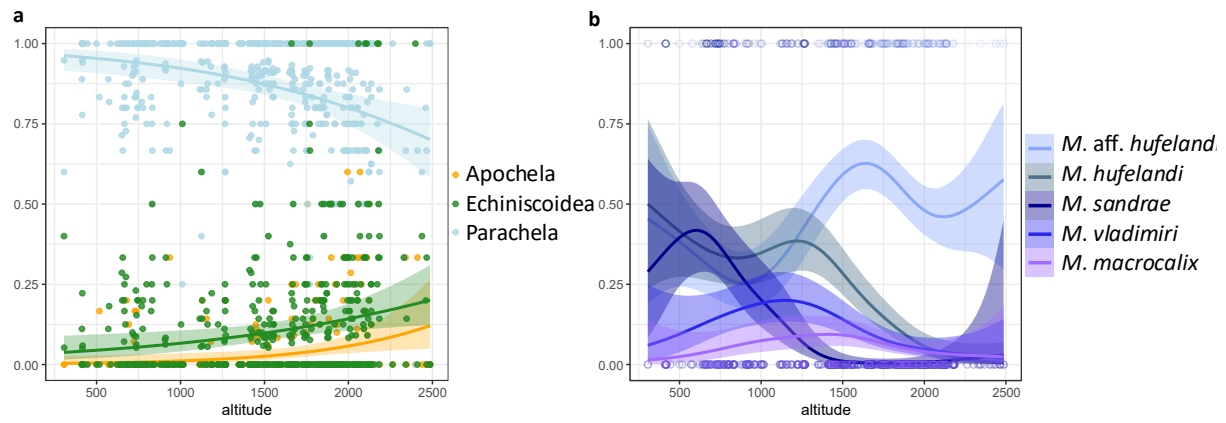 a
1.00
0.75
0.50
0.25
0.00
500
1000
1500
2000
2500
altitude
Apochela
Echiniscoidea
Parachela
b
1.00
0.75
0.50
0.25
0.00
500
1000
1500
2000
2500
altitude
M. aff. hufelandi
M. hufelandi
M. sandrae
M. vladimiri
M. macrocalix